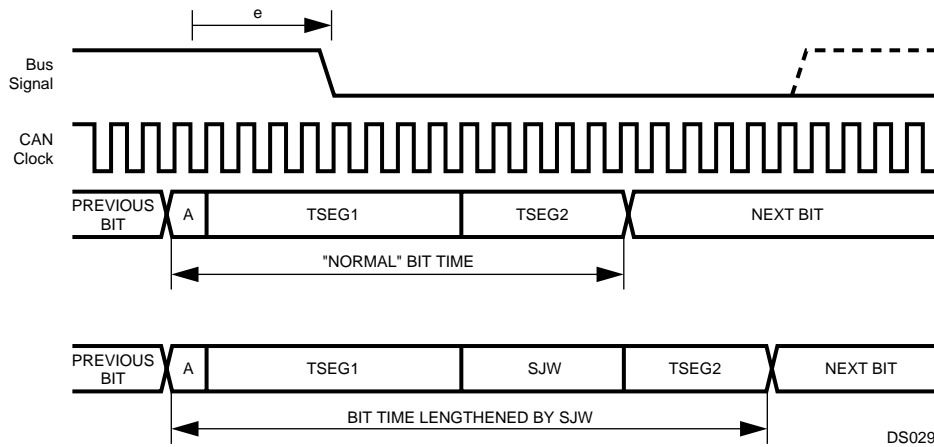 e
Bus
Signal
CAN
Clock
PREVIOUS
BIT
A
TSEG1
TSEG2
NEXT BIT
"NORMAL" BIT TIME
PREVIOUS
BIT
A
TSEG1
SJW
TSEG2
NEXT BIT
BIT TIME LENGTHENED BY SJW
DS029